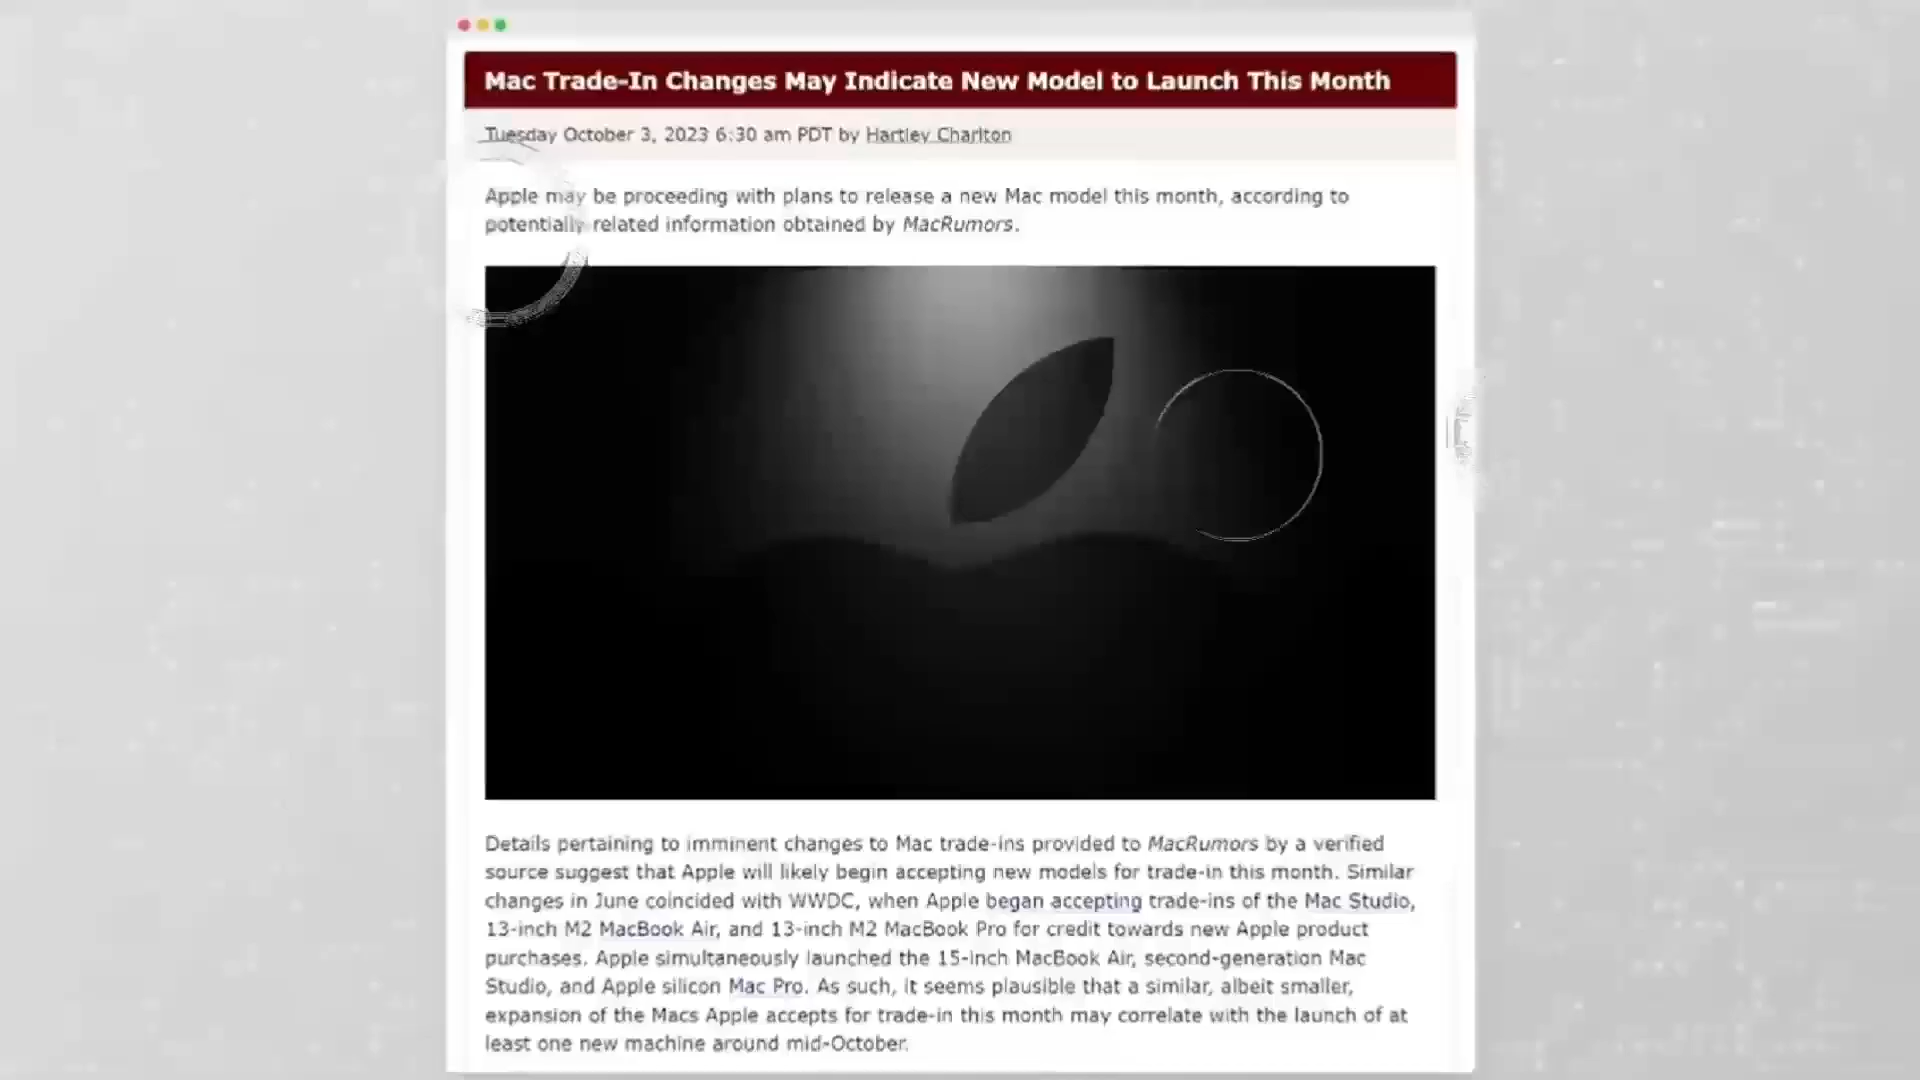 Mac Trade-In Changes May Indicate New Model to Launch This Month
Tuesday October 3, 2023 6:30 am PDT by Hartley Charlton
Apple may be proceeding with plans to release a new Mac model this month, according to
potentially related information obtained by MacRumors.
Details pertaining to imminent changes to Mac trade-ins provided to MacRumors by a verified
source suggest that Apple will likely begin accepting new models for trade-in this month. Similar
changes in June coincided with WWDC, when Apple began accepting trade-ins of the Mac Studio,
13-inch M2 MacBook Air, and 13-inch M2 MacBook Pro for credit towards new Apple product
purchases. Apple simultaneously launched the 15-inch MacBook Air, second-generation Mac
Studio, and Apple silicon Mac Pro. As such, it seems plausible that a similar, albeit smaller,
expansion of the Macs Apple accepts for trade-in this month may correlate with the launch of at
least one new machine around mid-October.